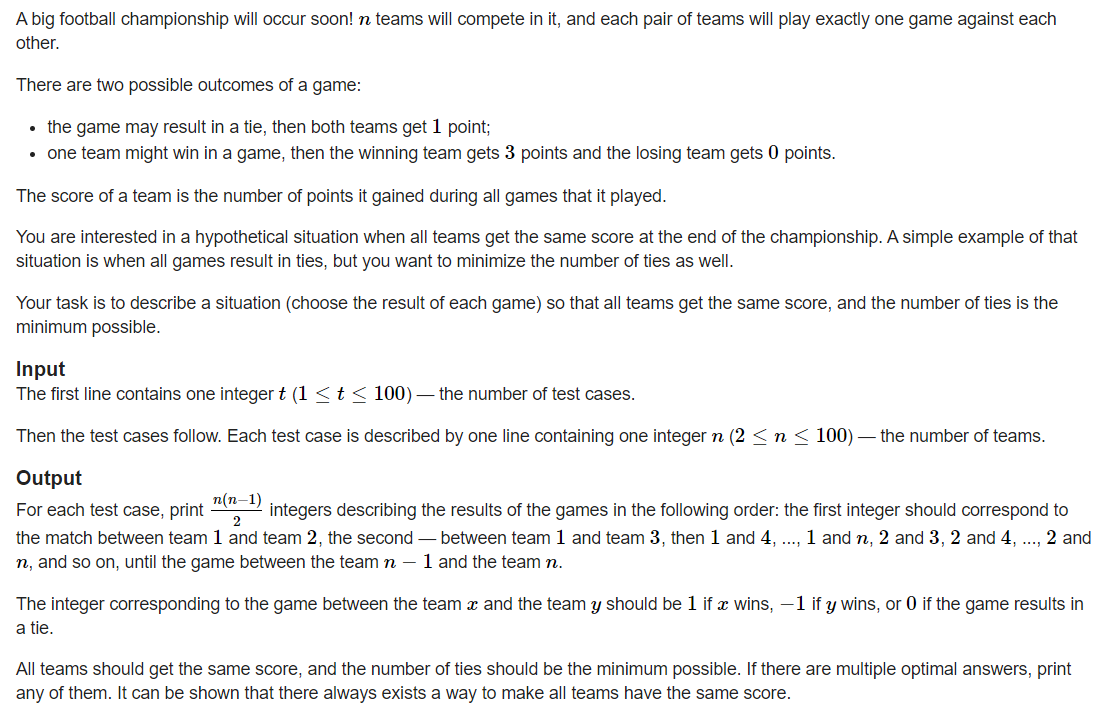 A big football championship will occur soon! n teams will compete in it, and each pair of teams will play exactly one game against each
other.
There are two possible outcomes of a game:
• the game may result in a tie, then both teams get 1 point;
• one team might win in a game, then the winning team gets 3 points and the losing team gets 0 points.
The score of a team is the number of points it gained during all games that it played.
You are interested in a hypothetical situation when all teams get the same score at the end of the championship. A simple example of that
situation is when all games result in ties, but you want to minimize the number of ties as well.
Your task is to describe a situation (choose the result of each game) so that all teams get the same score, and the number of ties is the
minimum possible.
Input
The first line contains one integer t (1 ≤ t ≤ 100) — the number of test cases.
Then the test cases follow. Each test case is described by one line containing one integer n (2 ≤ n ≤ 100) — the number of teams.
Output
For each test case, print n(n−1)/2 integers describing the results of the games in the following order: the first integer should correspond to
the match between team 1 and team 2, the second — between team 1 and team 3, then 1 and 4, ..., 1 and n, 2 and 3, 2 and 4, ..., 2 and
n, and so on, until the game between the team n − 1 and the team n.
The integer corresponding to the game between the team x and the team y should be 1 if x wins, −1 if y wins, or 0 if the game results in
a tie.
All teams should get the same score, and the number of ties should be the minimum possible. If there are multiple optimal answers, print
any of them. It can be shown that there always exists a way to make all teams have the same score.